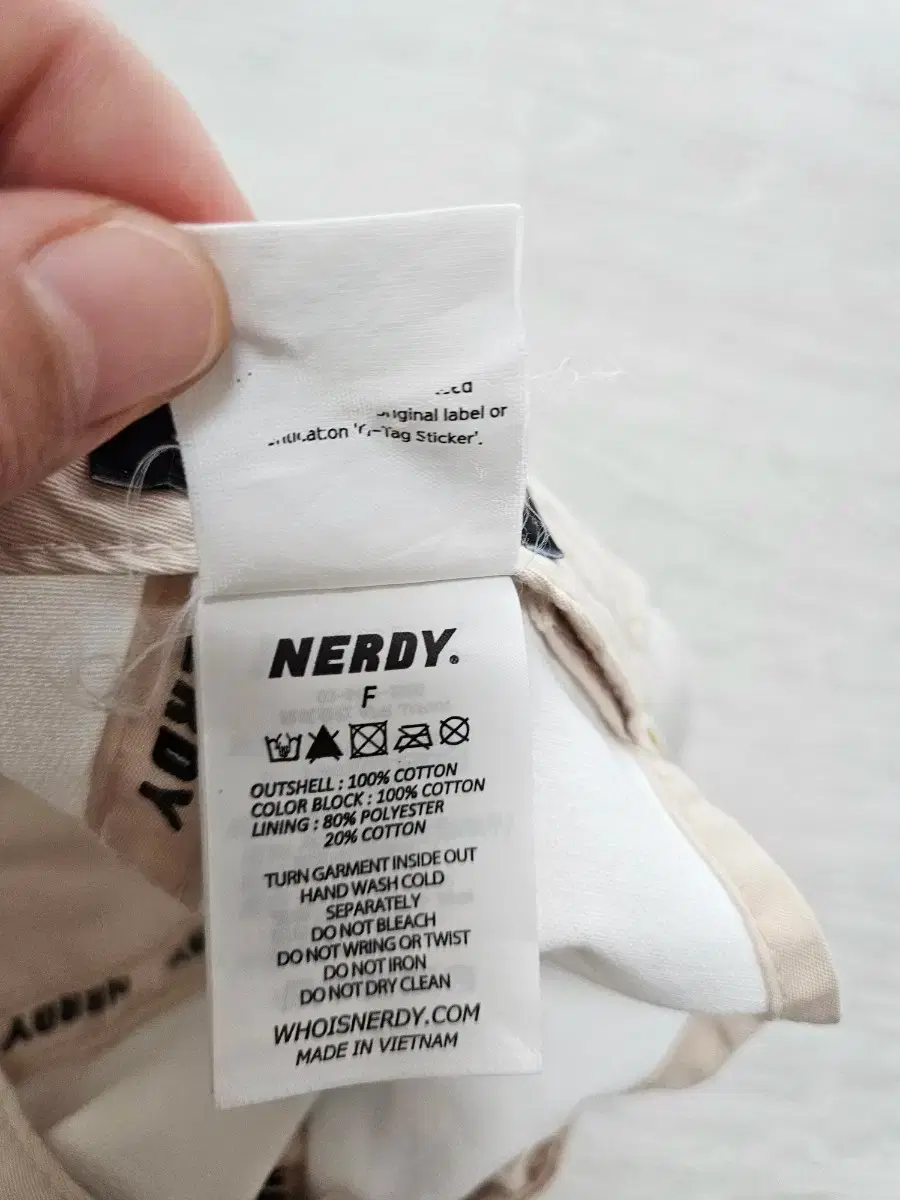 label or
Sticker'.
NERDY.
F
OUTSHELL : 100% COTTON
COLOR BLOCK : 100% COTTON
LINING : 80% POLYESTER
20% COTTON
TURN GARMENT INSIDE OUT
HAND WASH COLD
SEPARATELY
DO NOT BLEACH
DO NOT WRING OR TWIST
DO NOT IRON
DO NOT DRY CLEAN
WHOISNERDY.COM
MADE IN VIETNAM
NERDY